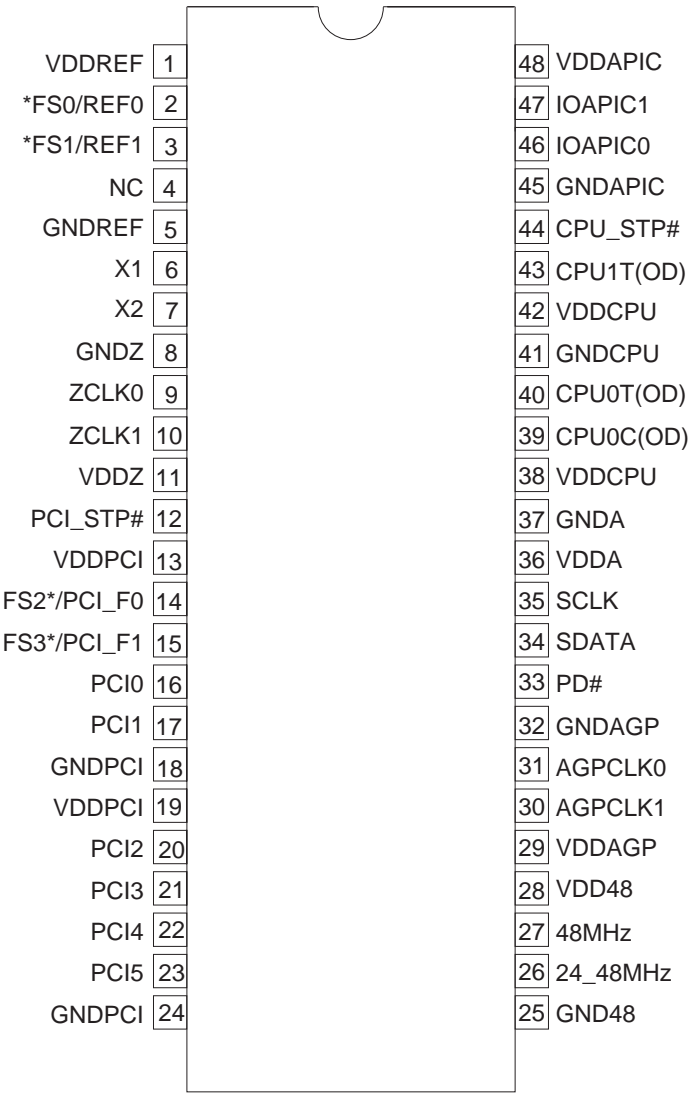 VDDREF 1 48 VDDAPIC
*FS0/REF0 2 47 IOAPIC1
*FS1/REF1 3 46 IOAPIC0
NC 4 45 GNDAPIC
GNDREF 5 44 CPU_STP#
X1 6 43 CPU1T(OD)
X2 7 42 VDDCPU
GNDZ 8 41 GNDCPU
ZCLK0 9 40 CPU0T(OD)
ZCLK1 10 39 CPU0C(OD)
VDDZ 11 38 VDDCPU
PCI_STP# 12 37 GNDA
VDDPCI 13 36 VDDA
FS2*/PCI_F0 14 35 SCLK
FS3*/PCI_F1 15 34 SDATA
PCI0 16 33 PD#
PCI1 17 32 GNDAGP
GNDPCI 18 31 AGPCLK0
VDDPCI 19 30 AGPCLK1
PCI2 20 29 VDDAGP
PCI3 21 28 VDD48
PCI4 22 27 48MHz
PCI5 23 26 24_48MHz
GNDPCI 24 25 GND48